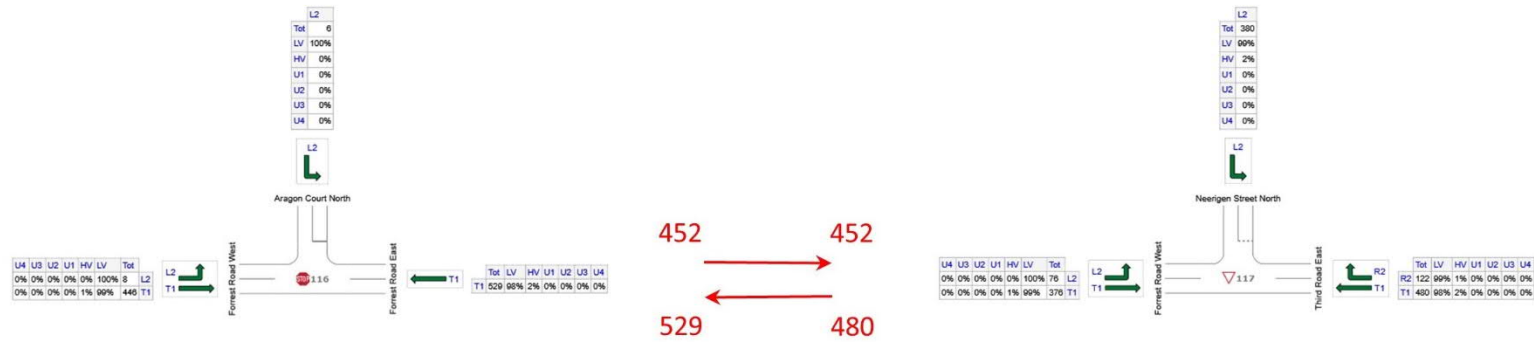 L2
Tot 6
LV 100%
HV 0%
U1 0%
U2 0%
U3 0%
U4 0%
L2
Aragon Court North
Forrest Road West
Forrest Road East
U4 U3 U2 U1 HV LV Tot
0% 0% 0% 0% 0% 100% 8 L2
0% 0% 0% 0% 1% 99% 446 T1
L2
T1
STOP 116
T1
Tot LV HV U1 U2 U3 U4
T1 529 98% 2% 0% 0% 0% 0%
452 452
529 480
L2
Tot 380
LV 99%
HV 2%
U1 0%
U2 0%
U3 0%
U4 0%
L2
Neerigen Street North
Forrest Road West
Third Road East
U4 U3 U2 U1 HV LV Tot
0% 0% 0% 0% 0% 100% 76 L2
0% 0% 0% 0% 1% 99% 376 T1
L2
T1
117
R2
T1
Tot LV HV U1 U2 U3 U4
R2 122 99% 1% 0% 0% 0% 0%
T1 480 98% 2% 0% 0% 0% 0%